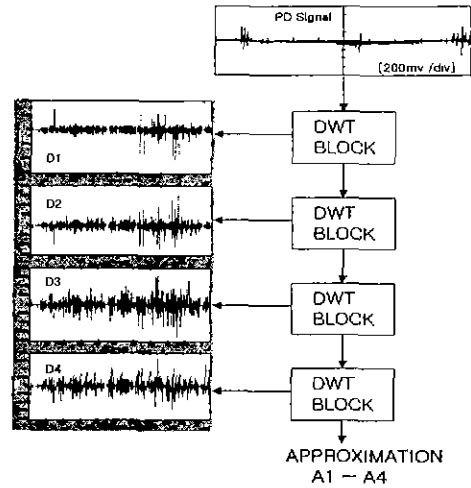 PD Signal
[200mv /div]
D1
DWT
BLOCK
D2
DWT
BLOCK
D3
DWT
BLOCK
D4
DWT
BLOCK
APPROXIMATION
A1 - A4